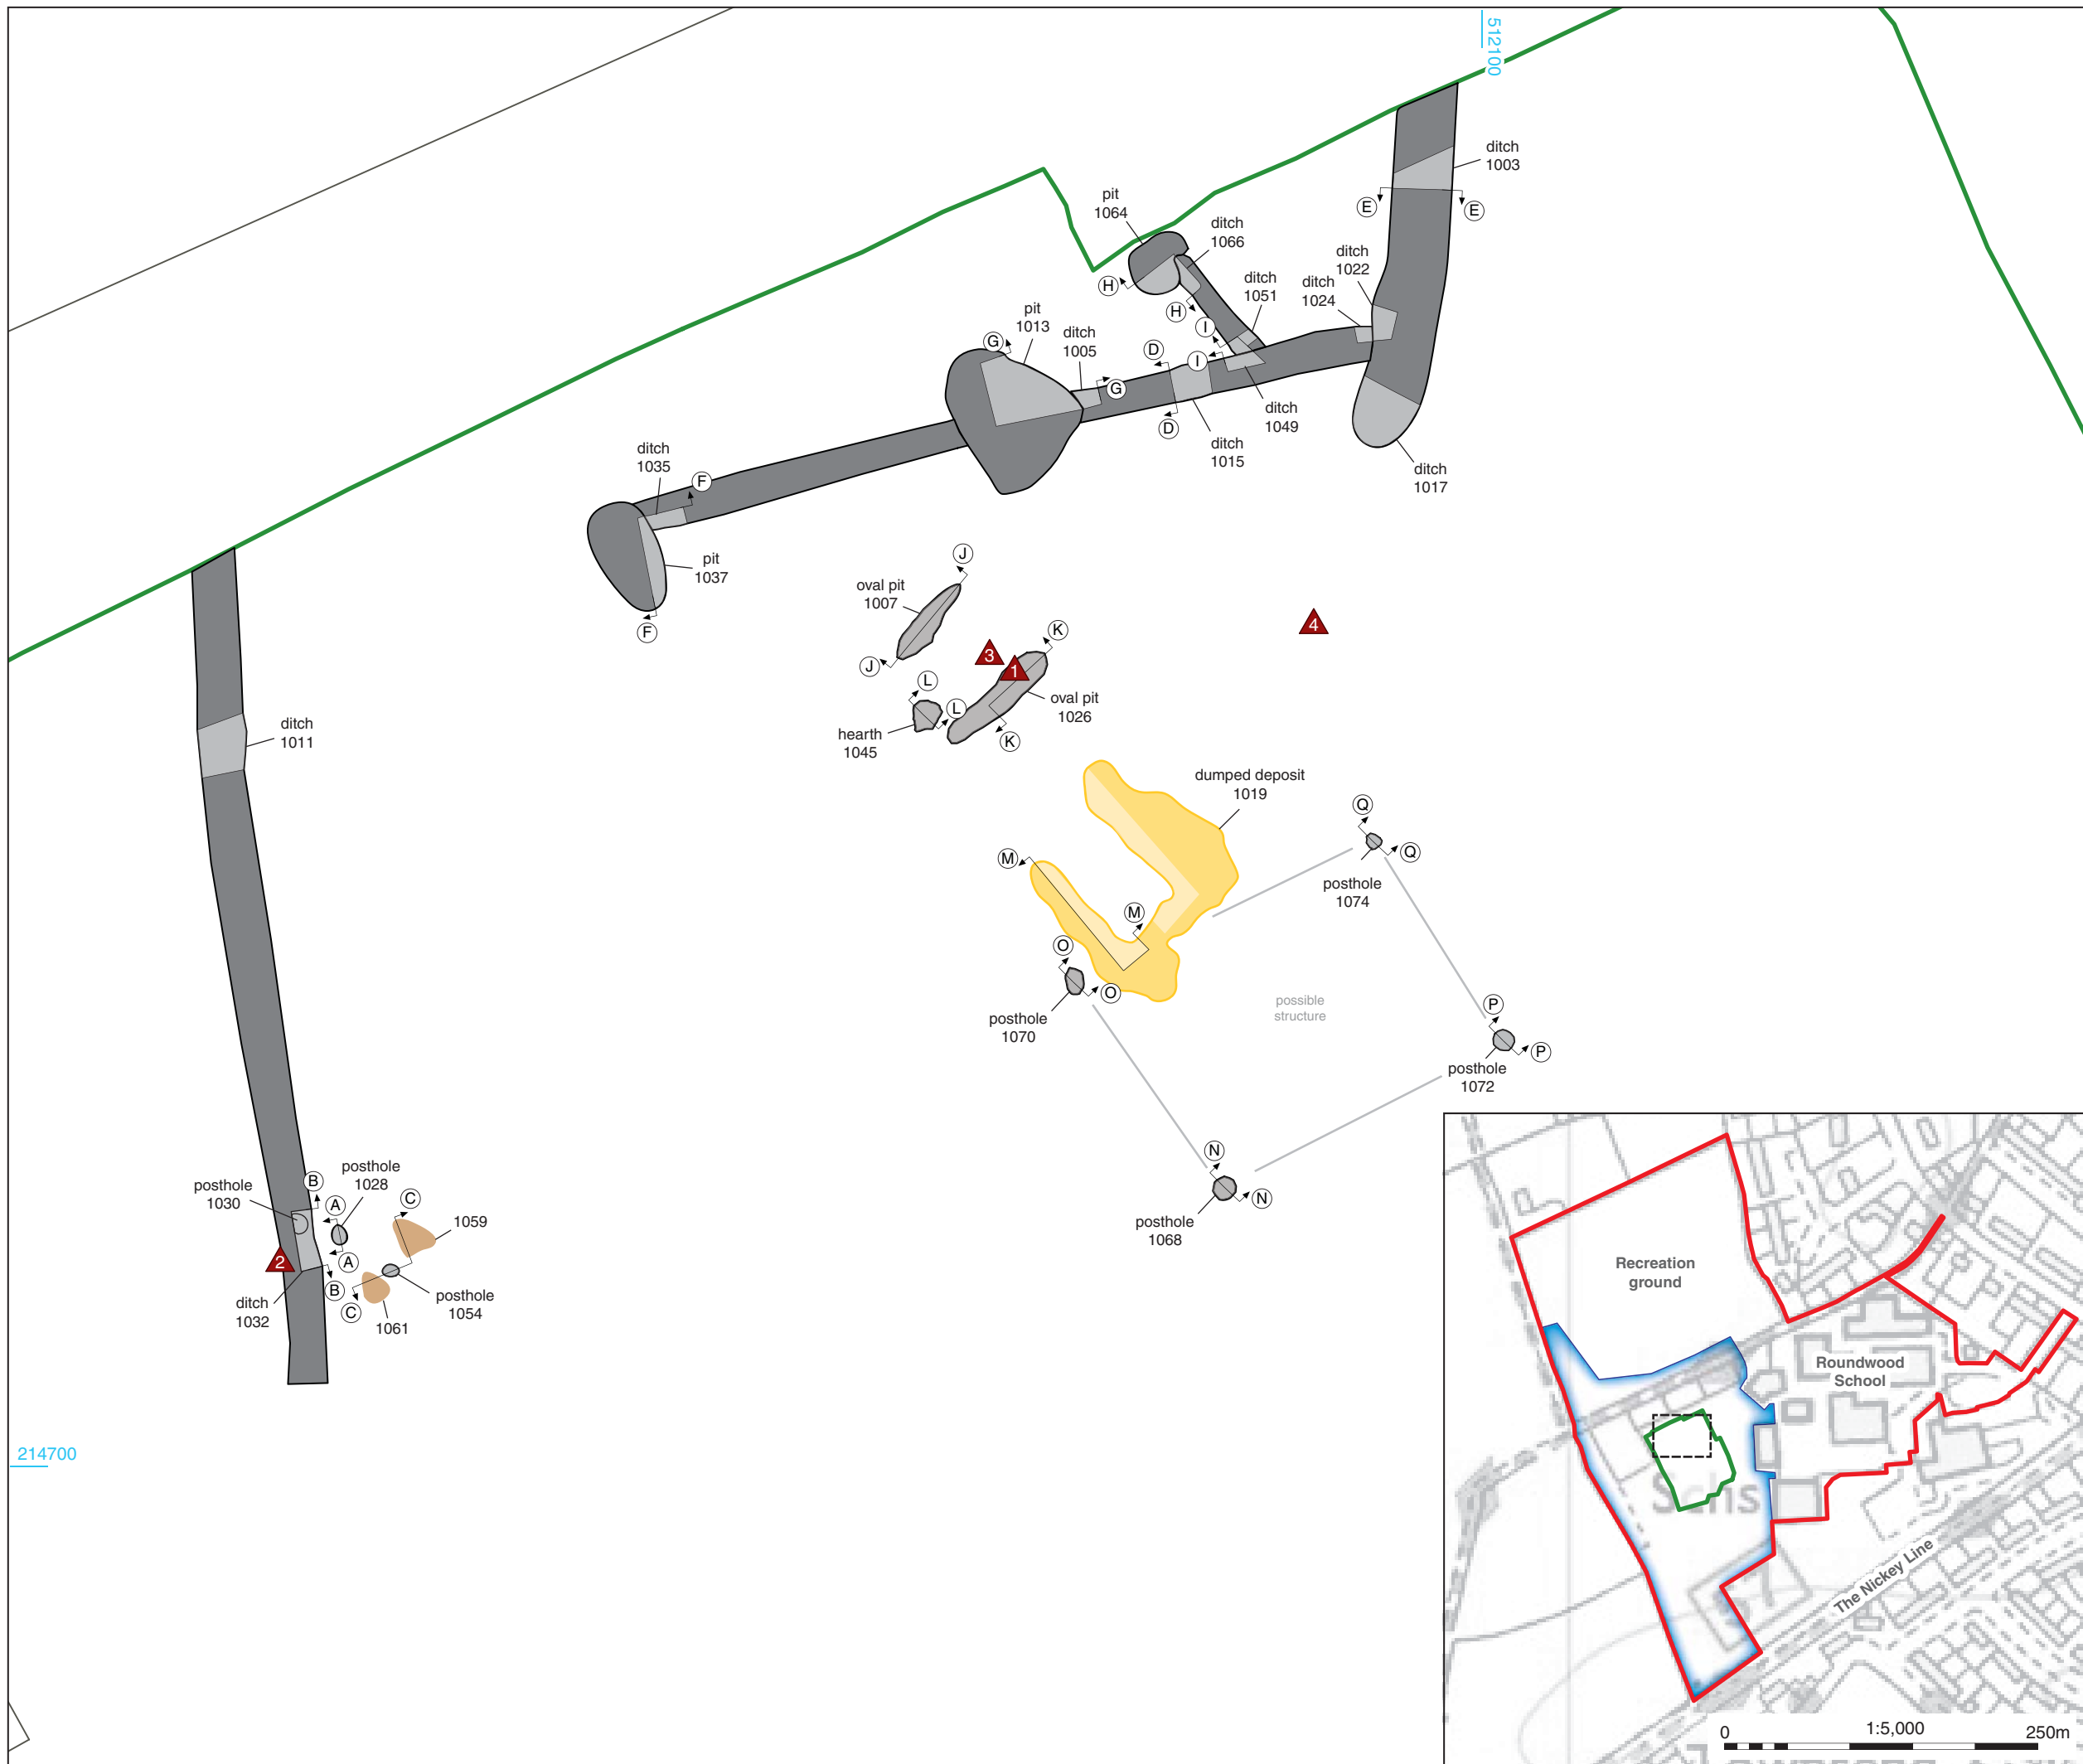 512100
ditch
1003
E
E
pit
1064
ditch
1066
H
H
ditch
1051
I
I
ditch
1022
ditch
1024
pit
1013
G
G
ditch
1005
D
D
ditch
1049
ditch
1015
ditch
1017
ditch
1035
F
F
pit
1037
J
J
oval pit
1007
4
3
1
K
K
oval pit
1026
L
L
hearth
1045
ditch
1011
dumped deposit
1019
M
M
Q
Q
posthole
1074
O
O
posthole
1070
possible
structure
P
P
posthole
1072
N
N
posthole
1068
posthole
1030
B
B
posthole
1028
A
A
C
C
1059
2
ditch
1032
posthole
1054
1061
214700
Recreation
ground
Roundwood
School
Schs
The Nickey Line
0
1:5,000
250m